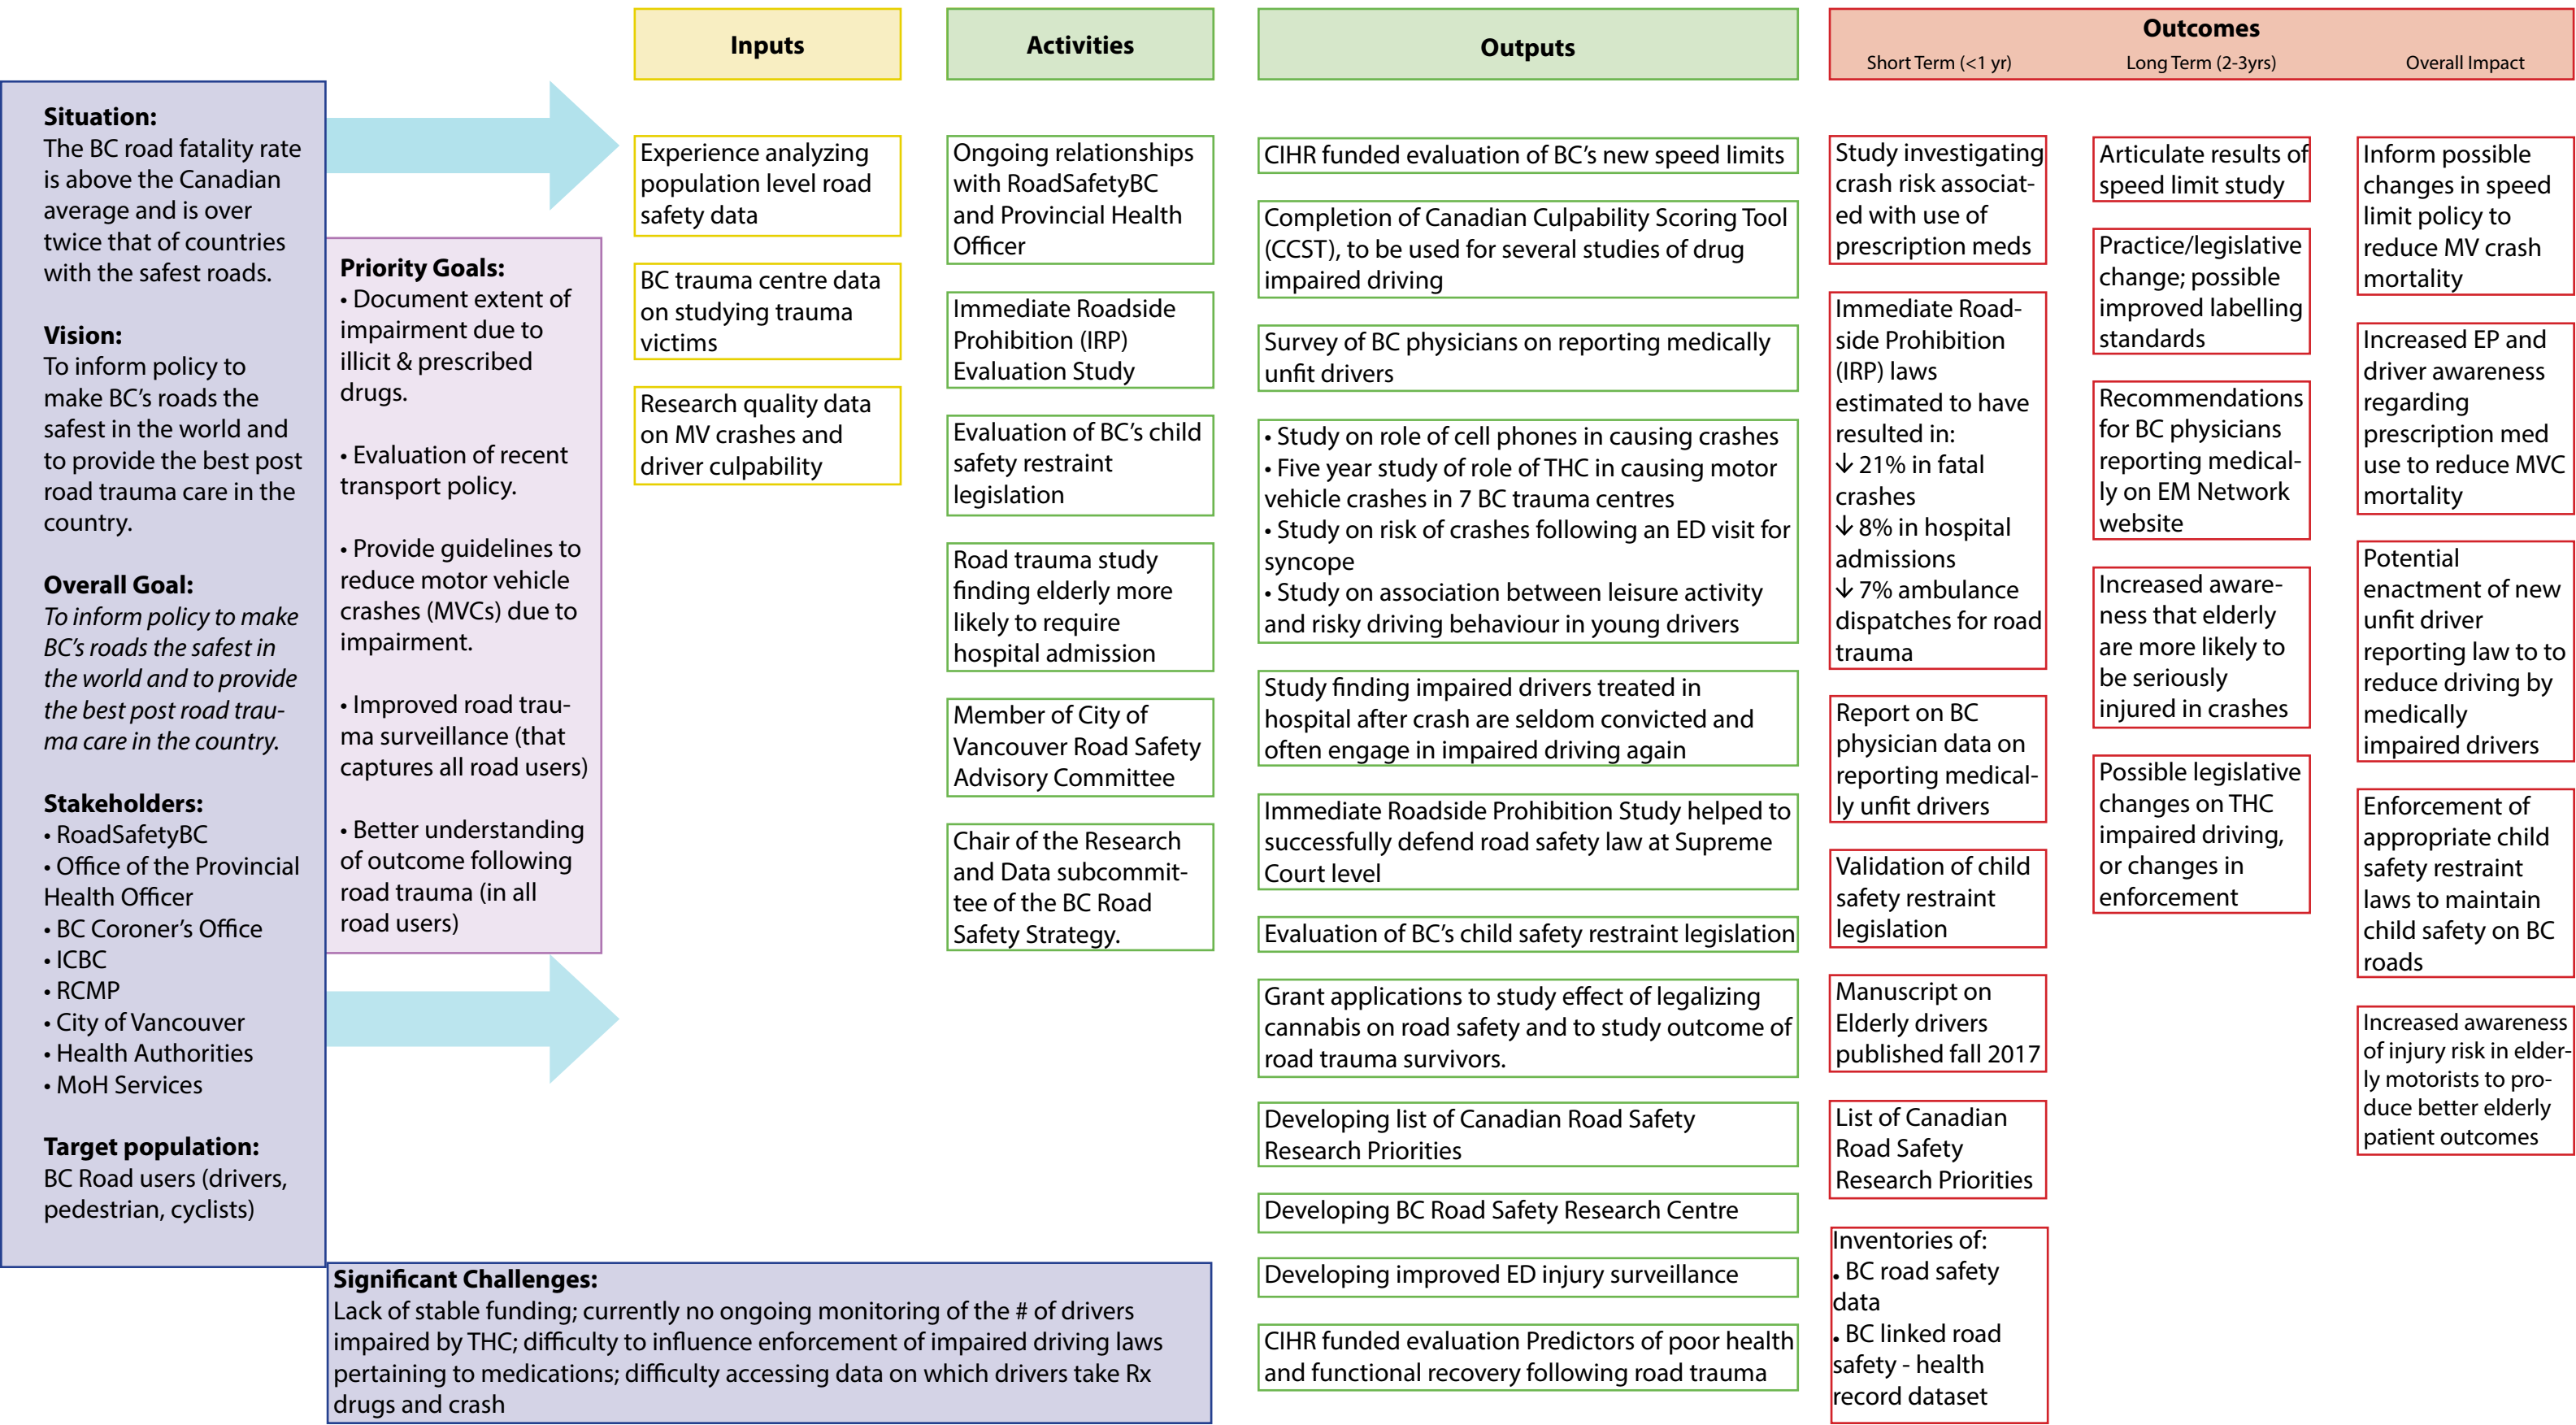 Situation:
The BC road fatality rate
is above the Canadian
average and is over
twice that of countries
with the safest roads.
Vision:
To inform policy to
make BC's roads the
safest in the world and
to provide the best post
road trauma care in the
country.
Overall Goal:
To inform policy to make
BC's roads the safest in
the world and to provide
the best post road trau-
ma care in the country.
Stakeholders:
• RoadSafetyBC
• Office of the Provincial
Health Officer
• BC Coroner's Office
• ICBC
• RCMP
• City of Vancouver
• Health Authorities
• MoH Services
Target population:
BC Road users (drivers,
pedestrian, cyclists)
Priority Goals:
• Document extent of
impairment due to
illicit & prescribed
drugs.
• Evaluation of recent
transport policy.
• Provide guidelines to
reduce motor vehicle
crashes (MVCs) due to
impairment.
• Improved road trau-
ma surveillance (that
captures all road users)
• Better understanding
of outcome following
road trauma (in all
road users)
Significant Challenges:
Lack of stable funding; currently no ongoing monitoring of the # of drivers
impaired by THC; difficulty to influence enforcement of impaired driving laws
pertaining to medications; difficulty accessing data on which drivers take Rx
drugs and crash
Inputs
Experience analyzing
population level road
safety data
BC trauma centre data
on studying trauma
victims
Research quality data
on MV crashes and
driver culpability
Activities
Ongoing relationships
with RoadSafetyBC
and Provincial Health
Officer
Immediate Roadside
Prohibition (IRP)
Evaluation Study
Evaluation of BC's child
safety restraint
legislation
Road trauma study
finding elderly more
likely to require
hospital admission
Member of City of
Vancouver Road Safety
Advisory Committee
Chair of the Research
and Data subcommit-
tee of the BC Road
Safety Strategy.
Outputs
CIHR funded evaluation of BC's new speed limits
Completion of Canadian Culpability Scoring Tool
(CCST), to be used for several studies of drug
impaired driving
Survey of BC physicians on reporting medically
unfit drivers
• Study on role of cell phones in causing crashes
• Five year study of role of THC in causing motor
vehicle crashes in 7 BC trauma centres
• Study on risk of crashes following an ED visit for
syncope
• Study on association between leisure activity
and risky driving behaviour in young drivers
Study finding impaired drivers treated in
hospital after crash are seldom convicted and
often engage in impaired driving again
Immediate Roadside Prohibition Study helped to
successfully defend road safety law at Supreme
Court level
Evaluation of BC's child safety restraint legislation
Grant applications to study effect of legalizing
cannabis on road safety and to study outcome of
road trauma survivors.
Developing list of Canadian Road Safety
Research Priorities
Developing BC Road Safety Research Centre
Developing improved ED injury surveillance
CIHR funded evaluation Predictors of poor health
and functional recovery following road trauma
Outcomes
Short Term (<1 yr)
Study investigating
crash risk associat-
ed with use of
prescription meds
Immediate Road-
side Prohibition
(IRP) laws
estimated to have
resulted in:
↓ 21% in fatal
crashes
↓ 8% in hospital
admissions
↓ 7% ambulance
dispatches for road
trauma
Report on BC
physician data on
reporting medical-
ly unfit drivers
Validation of child
safety restraint
legislation
Manuscript on
Elderly drivers
published fall 2017
List of Canadian
Road Safety
Research Priorities
Inventories of:
• BC road safety
data
• BC linked road
safety - health
record dataset
Long Term (2-3yrs)
Articulate results of
speed limit study
Practice/legislative
change; possible
improved labelling
standards
Recommendations
for BC physicians
reporting medical-
ly on EM Network
website
Increased aware-
ness that elderly
are more likely to
be seriously
injured in crashes
Possible legislative
changes on THC
impaired driving,
or changes in
enforcement
Overall Impact
Inform possible
changes in speed
limit policy to
reduce MV crash
mortality
Increased EP and
driver awareness
regarding
prescription med
use to reduce MVC
mortality
Potential
enactment of new
unfit driver
reporting law to to
reduce driving by
medically
impaired drivers
Enforcement of
appropriate child
safety restraint
laws to maintain
child safety on BC
roads
Increased awareness
of injury risk in elder-
ly motorists to pro-
duce better elderly
patient outcomes